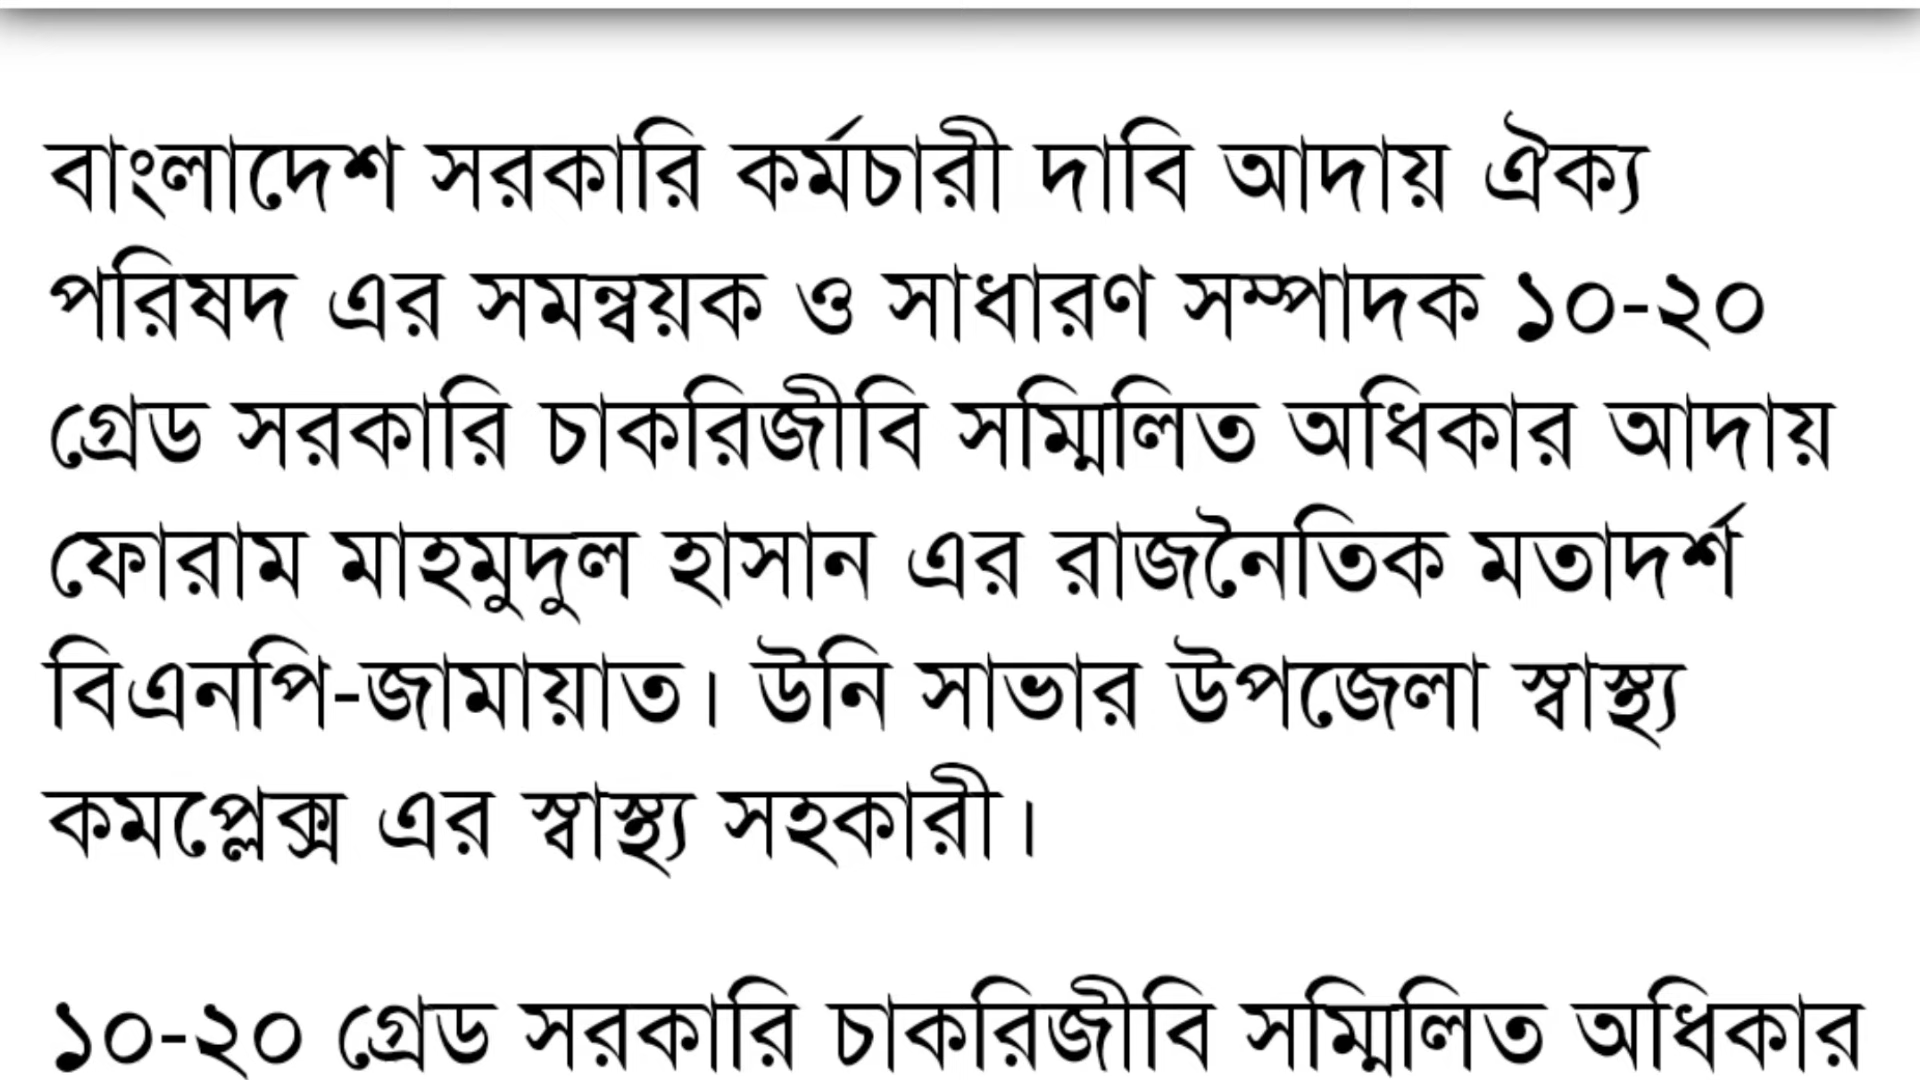 বাংলাদেশ সরকারি কর্মচারী দাবি আদায় ঐক্য
পরিষদ এর সমন্বয়ক ও সাধারণ সম্পাদক ১০-২০
গ্রেড সরকারি চাকরিজীবি সম্মিলিত অধিকার আদায়
ফোরাম মাহমুদুল হাসান এর রাজনৈতিক মতাদর্শ
বিএনপি-জামায়াত। উনি সাভার উপজেলা স্বাস্থ্য
কমপ্লেক্স এর স্বাস্থ্য সহকারী।
১০-২০ গ্রেড সরকারি চাকরিজীবি সম্মিলিত অধিকার